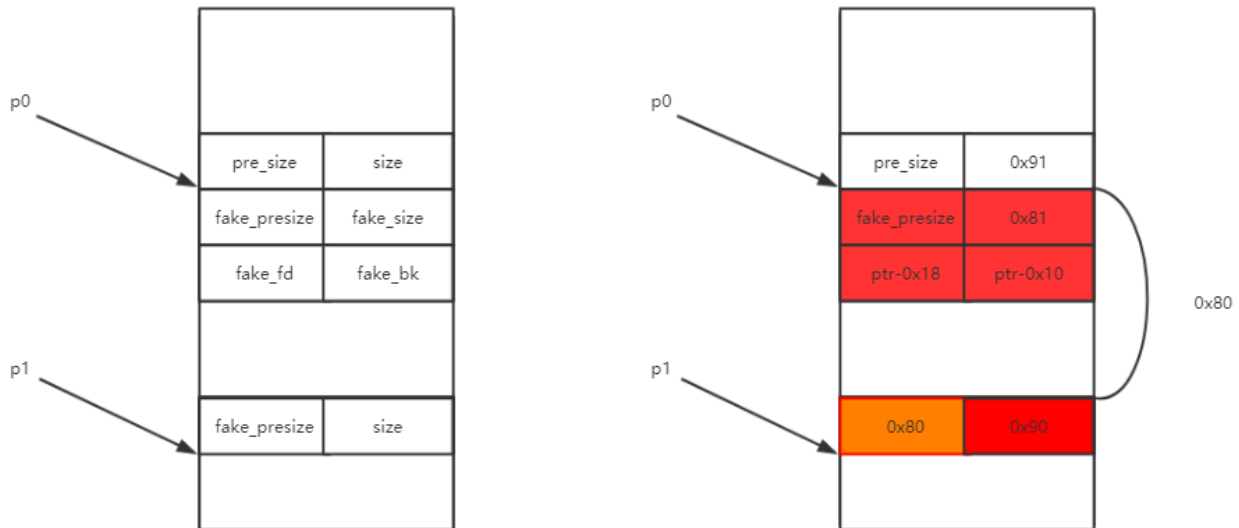 p0
pre_size size
fake_presize fake_size
fake_fd fake_bk
p1
fake_presize size
p0
pre_size 0x91
fake_presize 0x81
ptr-0x18 ptr-0x10
0x80
p1
0x80 0x90